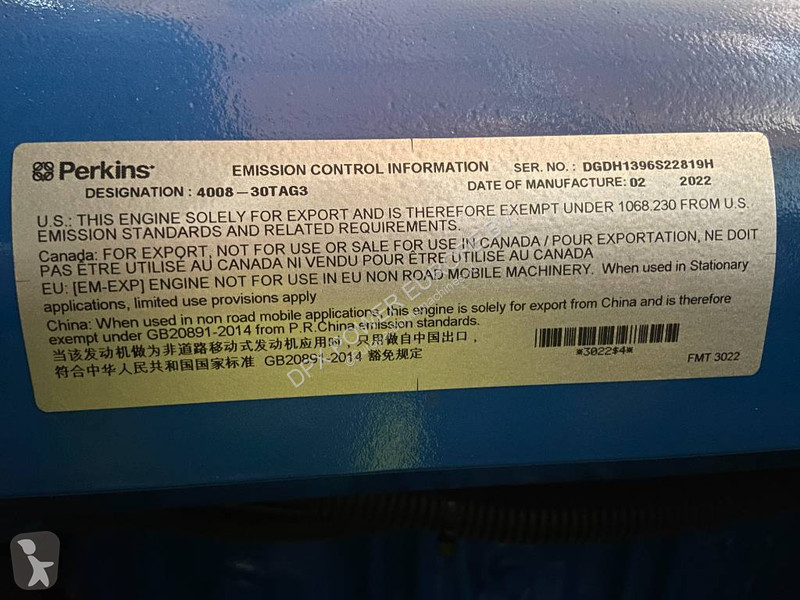 Perkins EMISSION CONTROL INFORMATION SER. NO. : DGDH1396S22819H
DESIGNATION : 4008-30TAG3 DATE OF MANUFACTURE: 02 2022
U.S.: THIS ENGINE SOLELY FOR EXPORT AND IS THEREFORE EXEMPT UNDER 1068.230 FROM U.S.
EMISSION STANDARDS AND RELATED REQUIREMENTS.
Canada: FOR EXPORT, NOT FOR USE OR SALE FOR USE IN CANADA / POUR EXPORTATION, NE DOIT
PAS ÊTRE UTILISÉ AU CANADA NI VENDU POUR ÊTRE UTILISÉ AU CANADA
EU: [EM-EXP] ENGINE NOT FOR USE IN EU NON ROAD MOBILE MACHINERY. When used in Stationary
applications, limited use provisions apply
China: When used in non road mobile applications, this engine is solely for export from China and is therefore
exempt under GB20891-2014 from P.R.China emission standards.
当该发动机做为非道路移动式发动机应用时，只用做自中国出口，
符合中华人民共和国国家标准 GB20891-2014 豁免规定
*3022$4*
FMT 3022